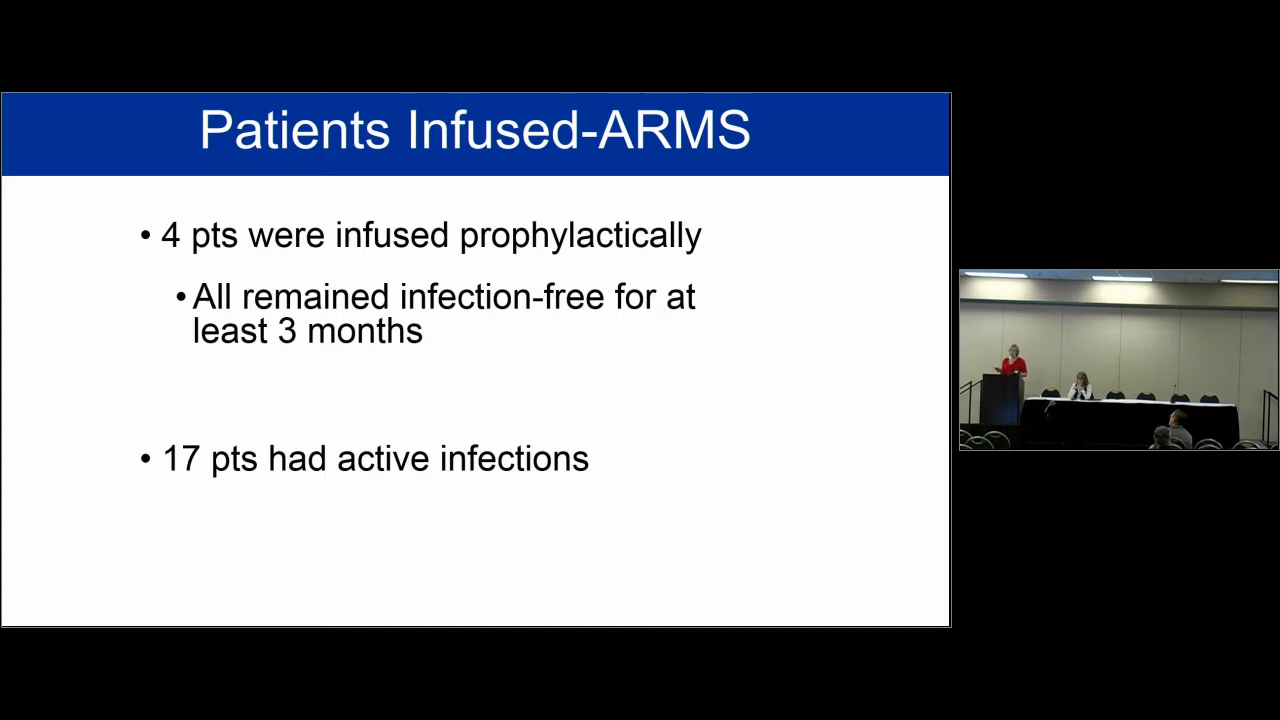 Patients Infused-ARMS
• 4 pts were infused prophylactically
• All remained infection-free for at
least 3 months
• 17 pts had active infections